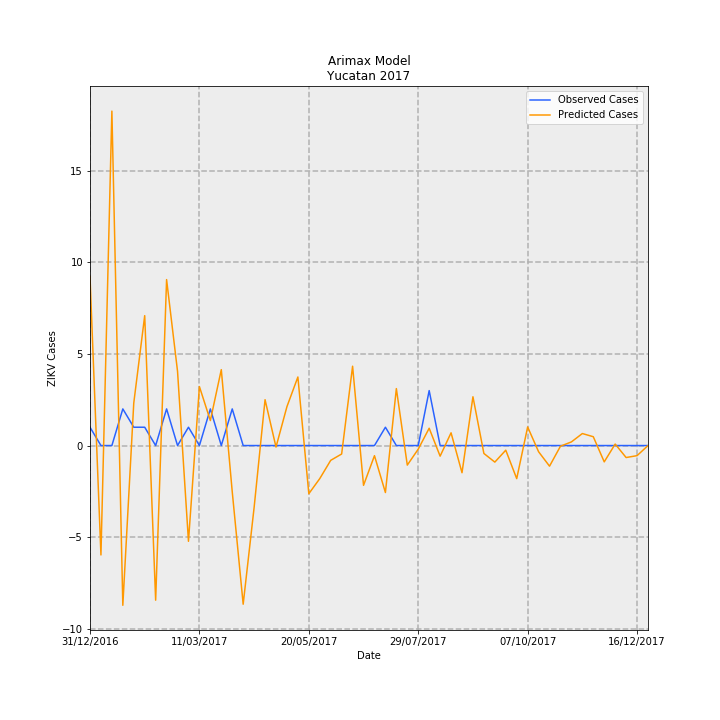 Arimax Model
Yucatan 2017
Observed Cases
Predicted Cases
ZIKV Cases
15
10
5
0
−5
−10
31/12/2016 11/03/2017 20/05/2017 29/07/2017 07/10/2017 16/12/2017
Date